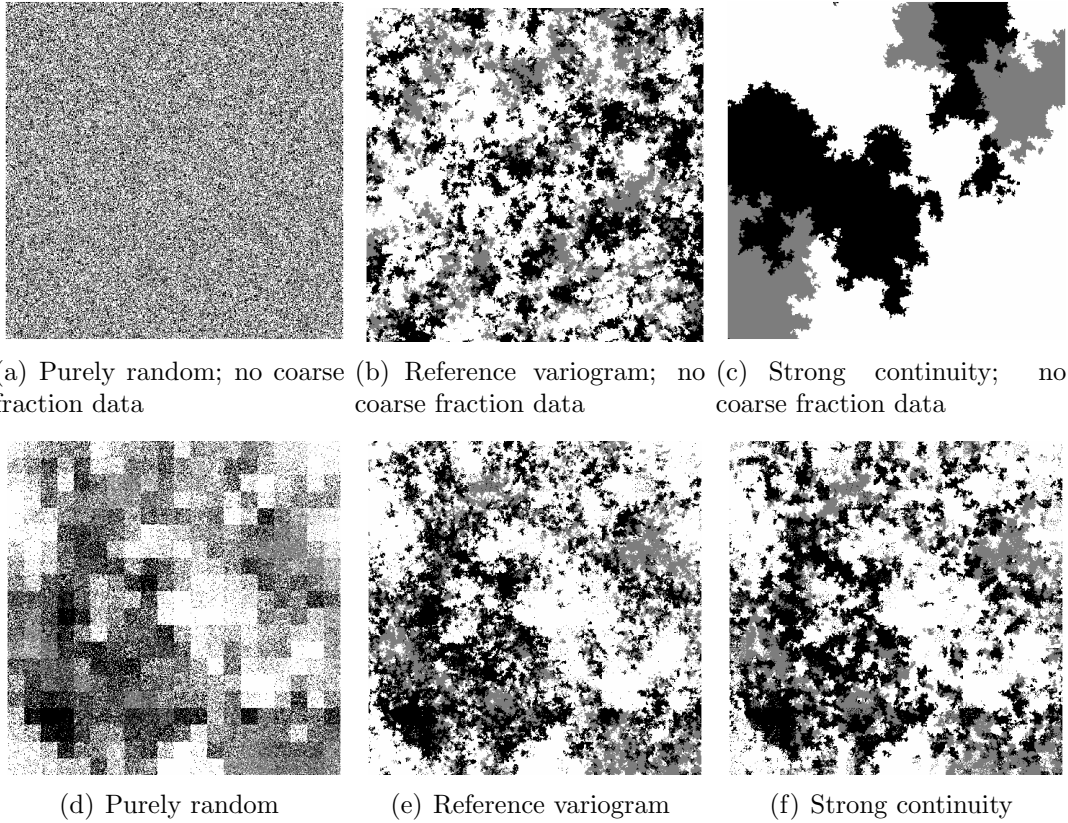 (a) Purely random; no coarse
fraction data
(b) Reference variogram; no
coarse fraction data
(c) Strong continuity; no
coarse fraction data
(d) Purely random
(e) Reference variogram
(f) Strong continuity